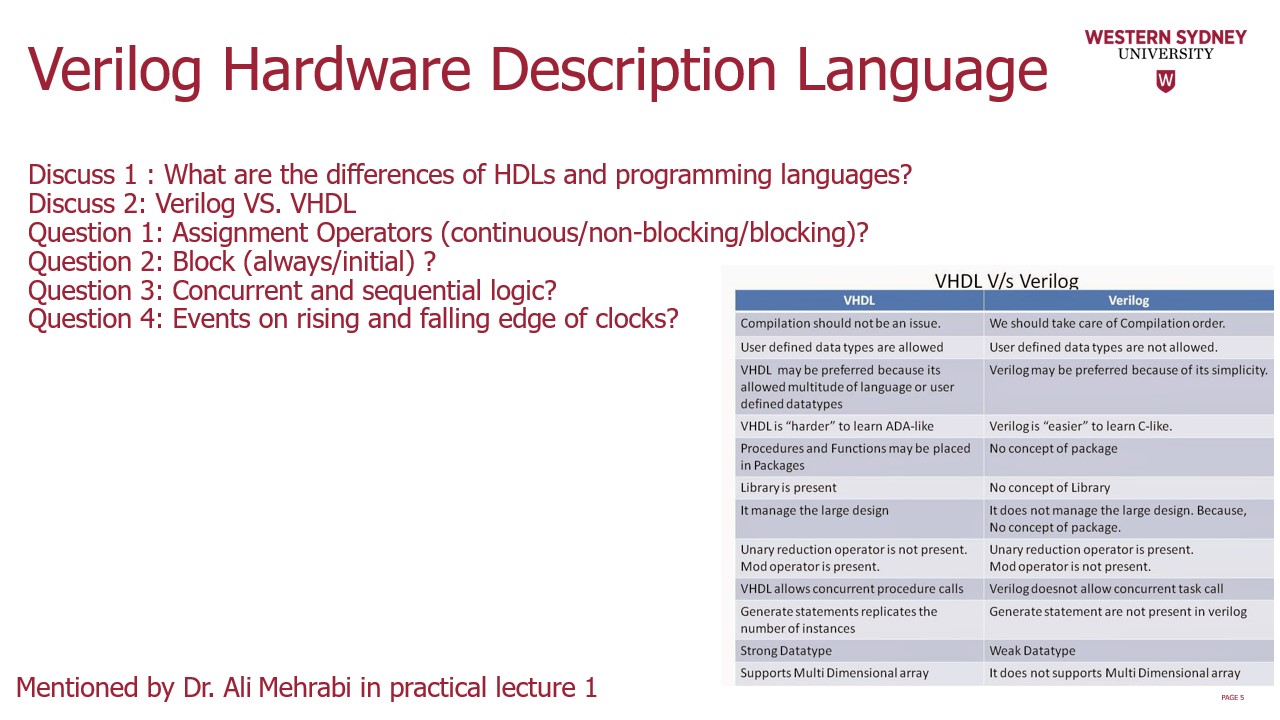 Verilog Hardware Description Language
WESTERN SYDNEY
UNIVERSITY
W
Discuss 1 : What are the differences of HDLs and programming languages?
Discuss 2: Verilog VS. VHDL
Question 1: Assignment Operators (continuous/non-blocking/blocking)?
Question 2: Block (always/initial) ?
Question 3: Concurrent and sequential logic?
Question 4: Events on rising and falling edge of clocks?
VHDL V/s Verilog
VHDL Verilog
Compilation should not be an issue. We should take care of Compilation order.
User defined data types are allowed User defined data types are not allowed.
VHDL may be preferred because its Verilog may be preferred because of its simplicity.
allowed multitude of language or user
defined datatypes
VHDL is “harder” to learn ADA-like Verilog is “easier” to learn C-like.
Procedures and Functions may be placed No concept of package
in Packages
Library is present No concept of Library
It manage the large design It does not manage the large design. Because,
No concept of package.
Unary reduction operator is not present. Unary reduction operator is present.
Mod operator is present. Mod operator is not present.
VHDL allows concurrent procedure calls Verilog doesnot allow concurrent task call
Generate statements replicates the Generate statement are not present in verilog
number of instances
Strong Datatype Weak Datatype
Supports Multi Dimensional array It does not supports Multi Dimensional array
Mentioned by Dr. Ali Mehrabi in practical lecture 1
PAGE 5